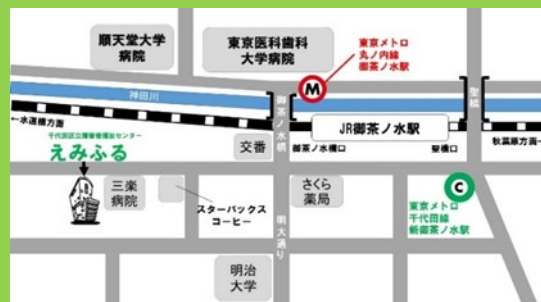 順天堂大学
病院
東京医科歯科
大学病院
東京メトロ
丸ノ内線
御茶ノ水駅
M
神田川
御茶ノ水橋
聖橋
←水道橋方面
JR御茶ノ水駅
千代田区立障害者福祉センター
えみふる
交番
御茶ノ水橋口
聖橋口
秋葉原方面→
三楽
病院
スターバックス
コーヒー
さくら
薬局
C
東京メトロ
千代田線
新御茶ノ水駅
明大通り
明治
大学